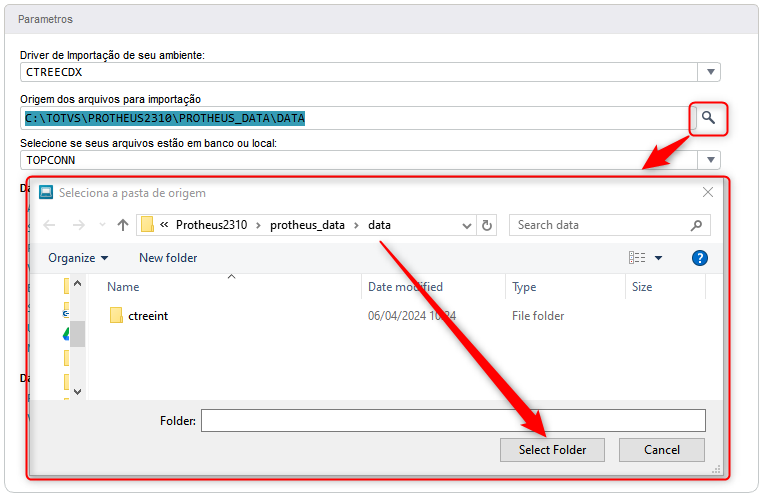 Parametros
Driver de Importação de seu ambiente:
CTREECDX
Origem dos arquivos para importação
C:\TOTVS\PROTHEUS2310\PROTHEUS_DATA\DATA
Selecione se seus arquivos estão em banco ou local:
TOPCONN
Seleciona a pasta de origem
« Protheus2310 > protheus_data > data
Search data
Organize
New folder
Name Date modified Type Size
ctreeint 06/04/2024 File folder
Folder:
Select Folder Cancel